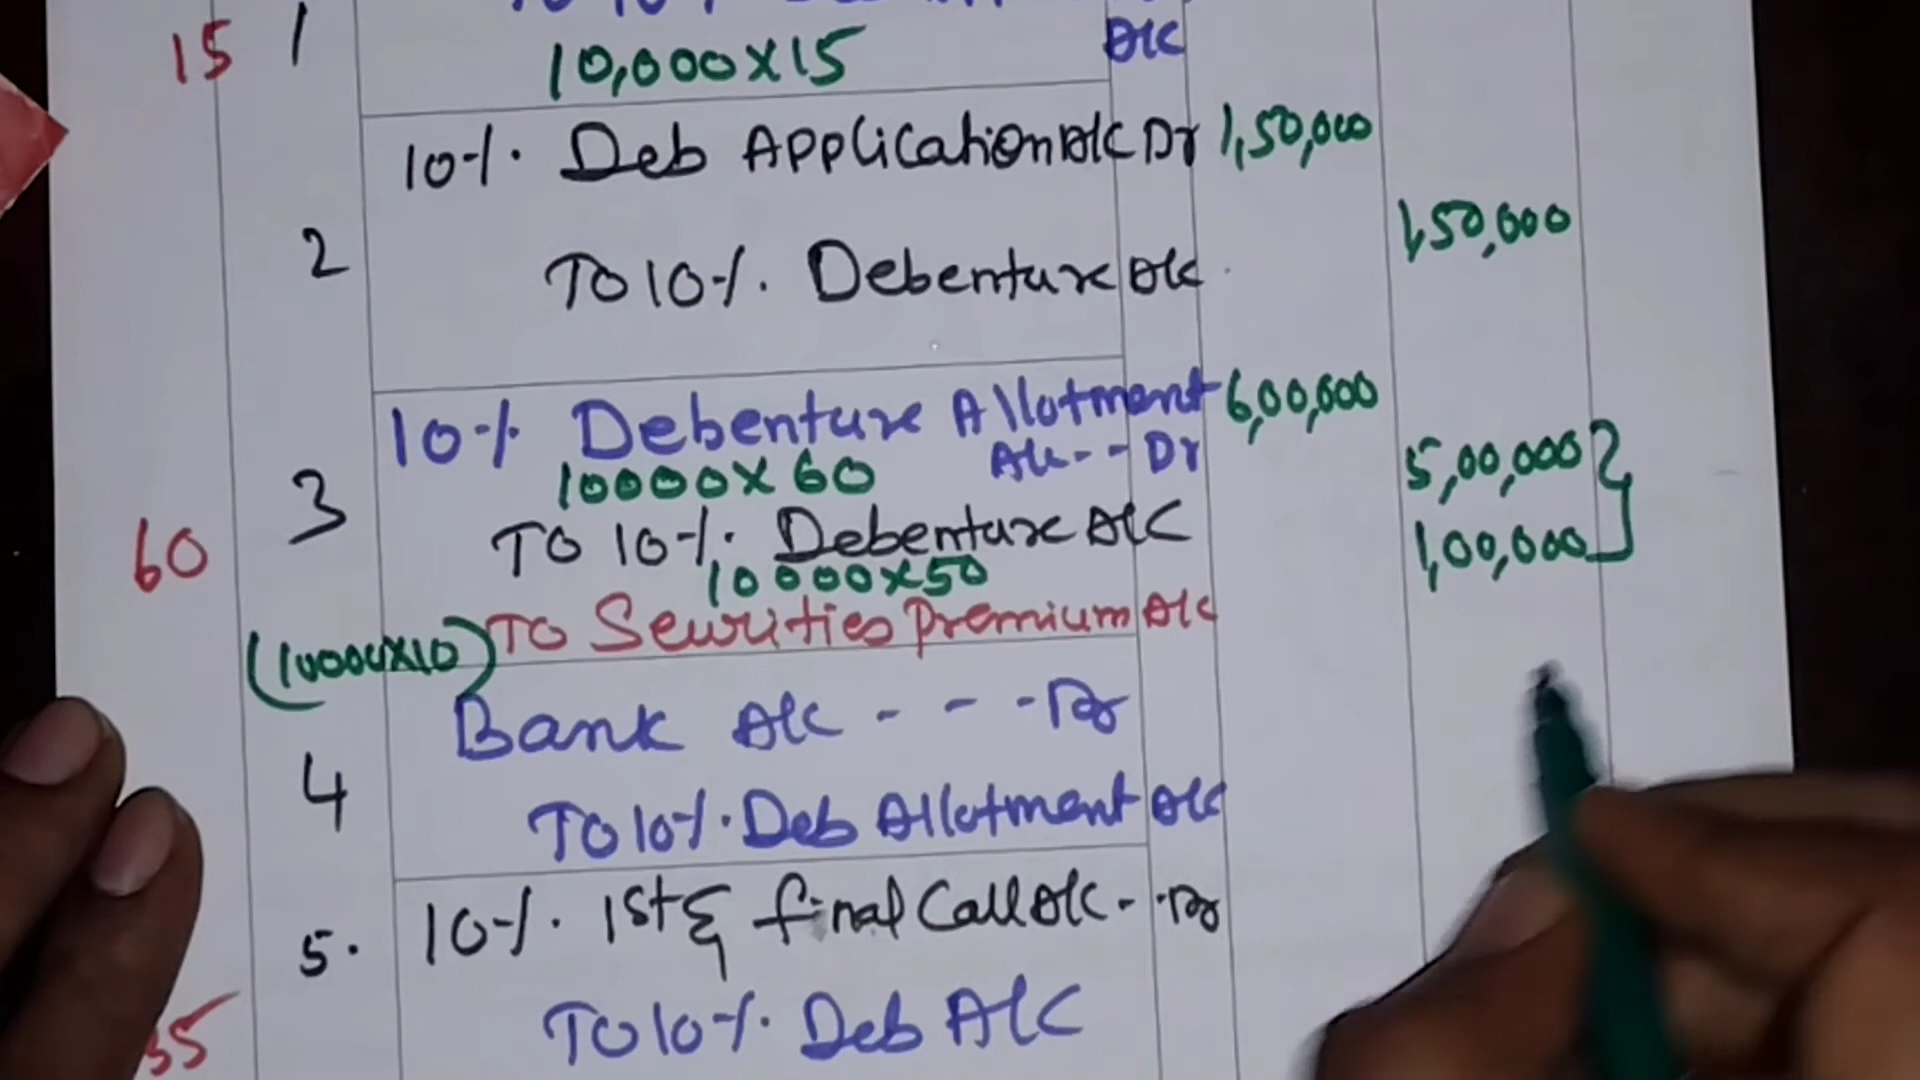 15 1 10,000X15 A/C
10%. Deb Application A/C Dr 1,50,000
2 To 10%. Debenture A/c 1,50,000
10% Debenture Allotment 6,00,000
A/c -- Dr
10000X60 5,00,000
60 3 To 10%. Debenture A/C 1,00,000
10000X50
(10000X10) To Securities Premium A/c
Bank A/c - - - Dr
4 To 10%. Deb Allotment A/c
5. 10%. 1st & final Call A/c - - Dr
35 To 10%. Deb A/C